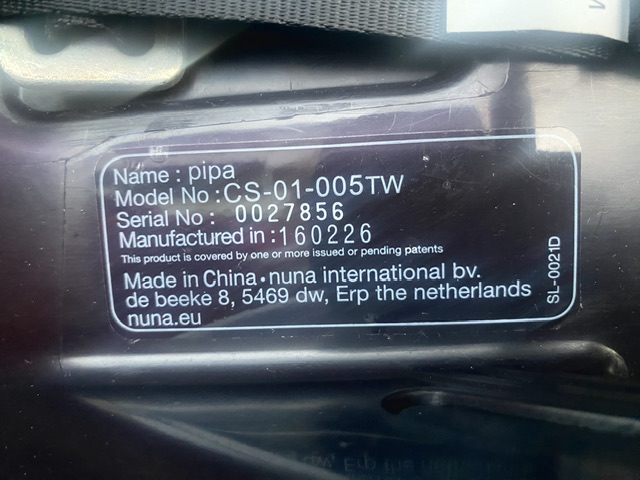 Name : pipa
Model No : CS-01-005TW
Serial No : 0027856
Manufactured in : 160226
This product is covered by one or more issued or pending patents
Made in China · nuna international bv.
de beeke 8, 5469 dw, Erp the netherlands
nuna.eu
SL-0021D